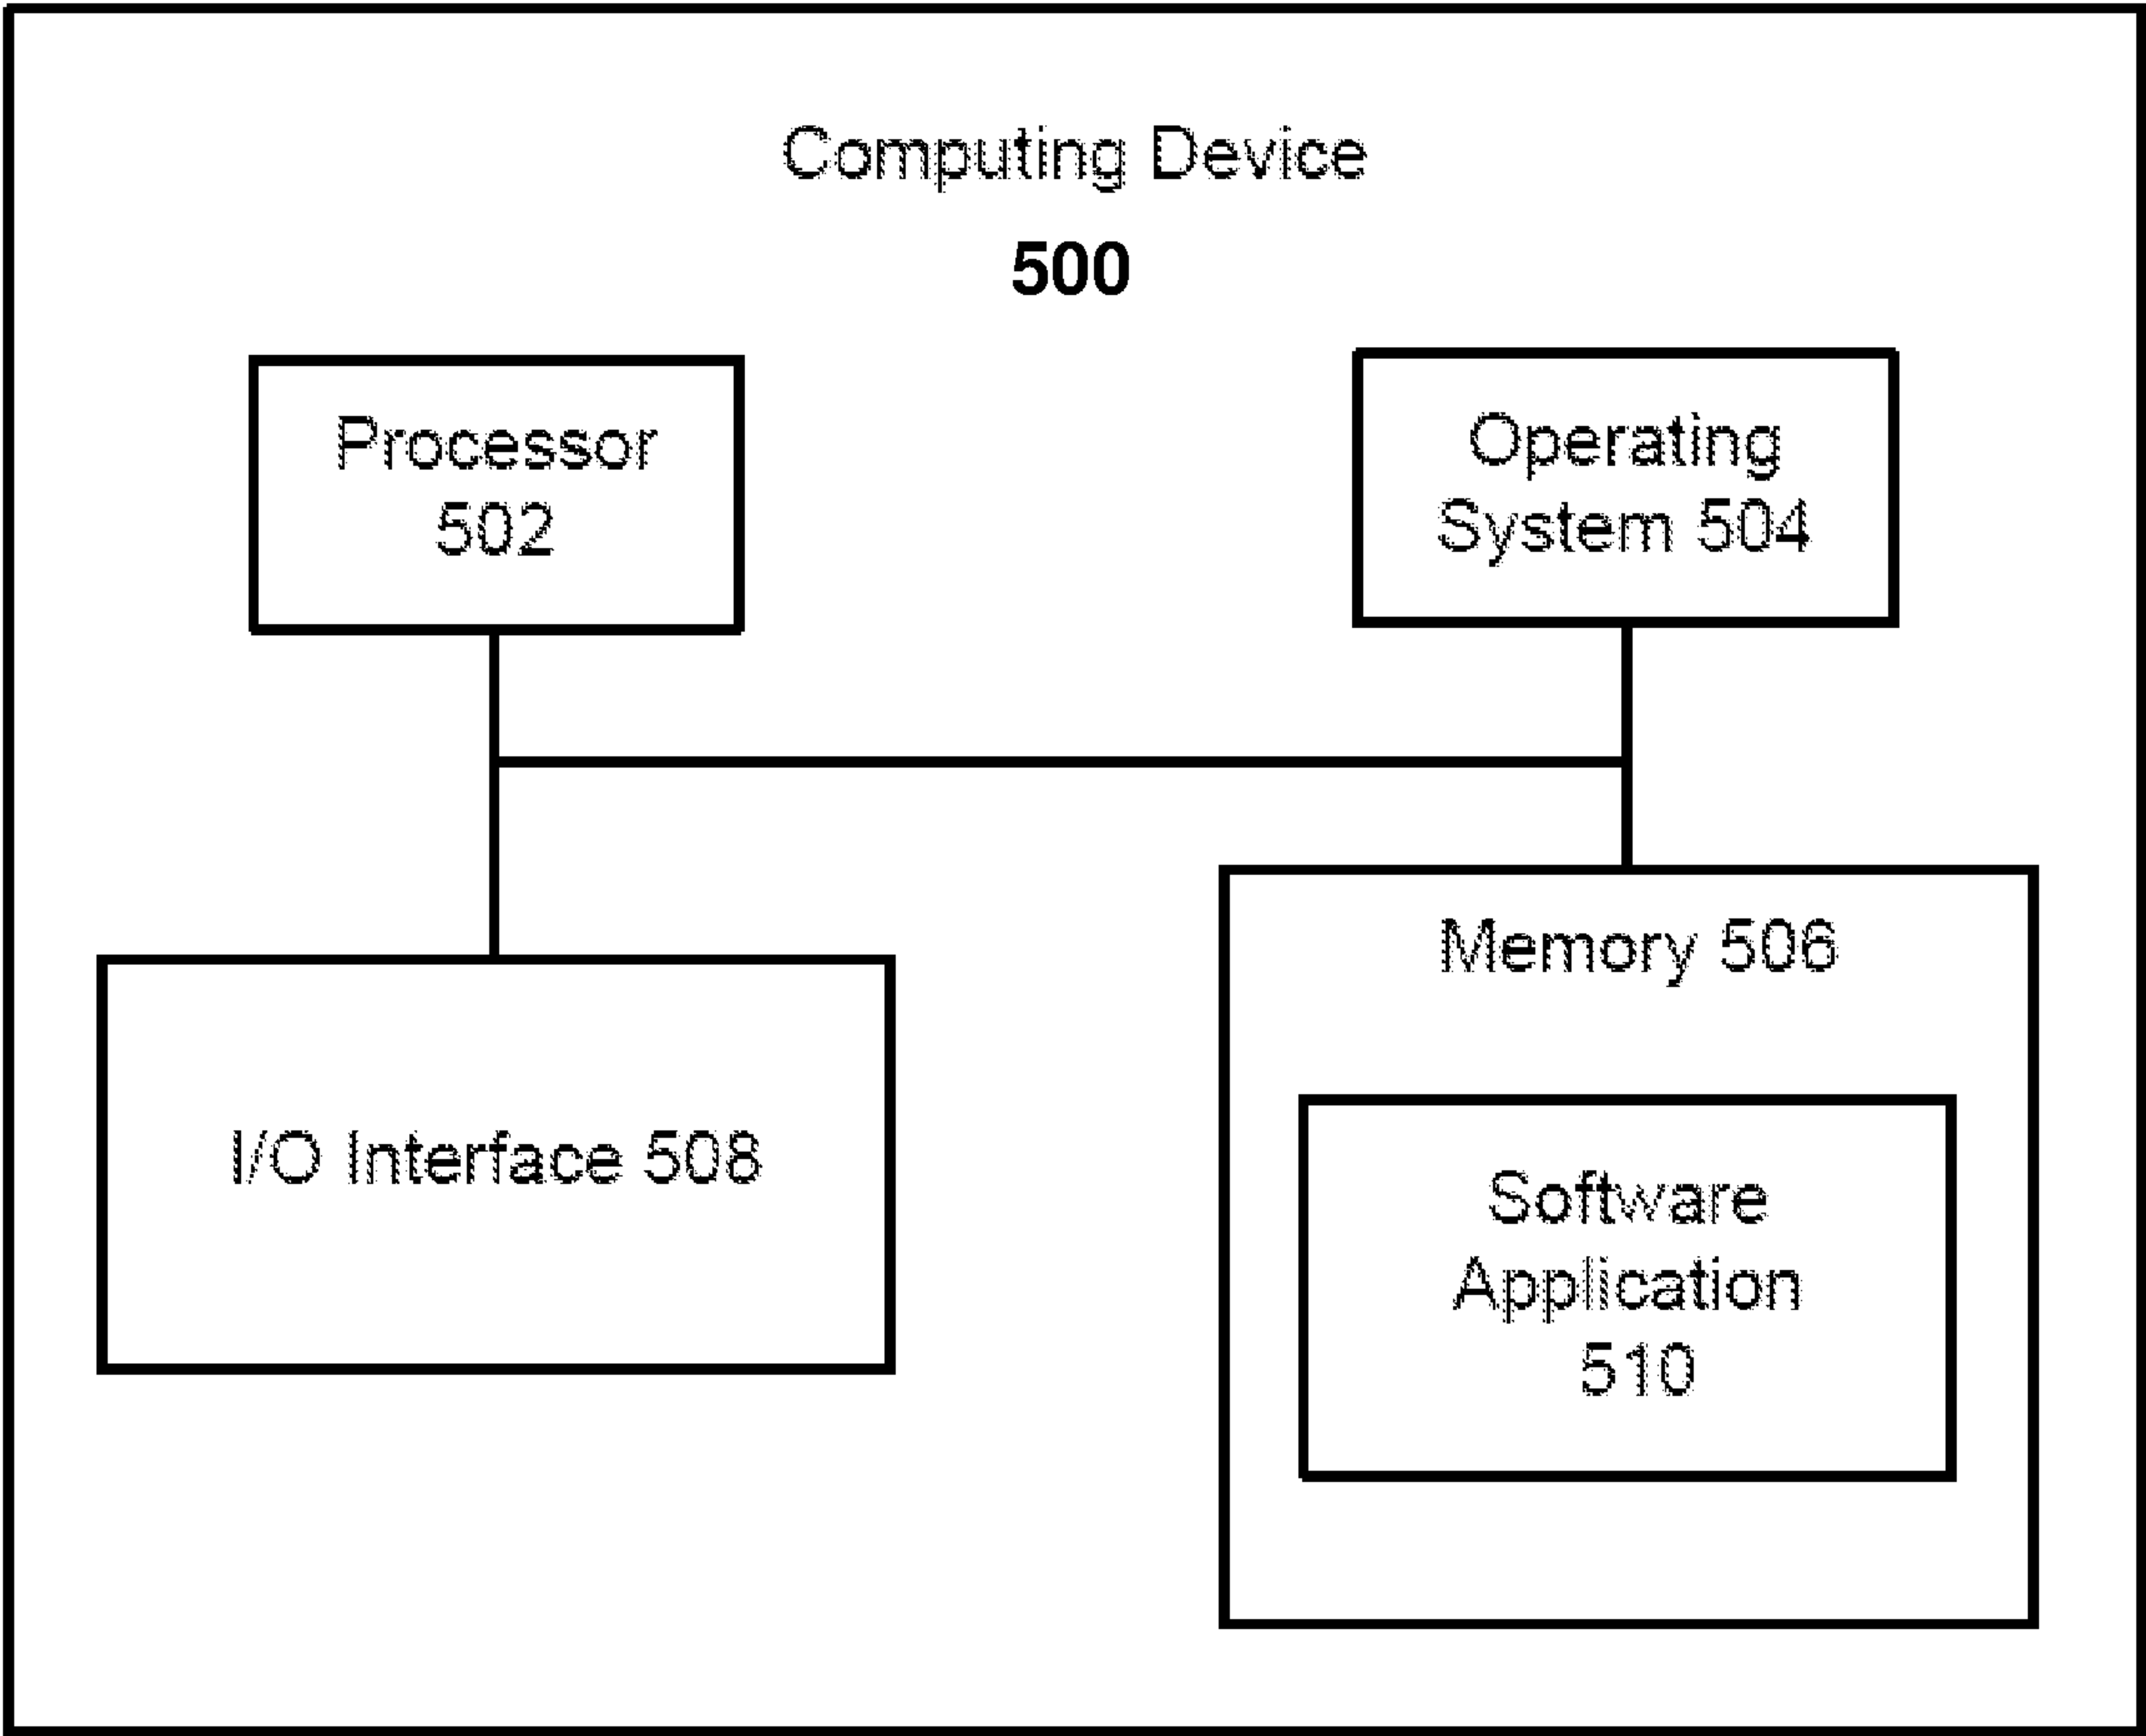 Computing Device
500
Processor
502
Operating
System 504
I/O Interface 508
Memory 506
Software
Application
510